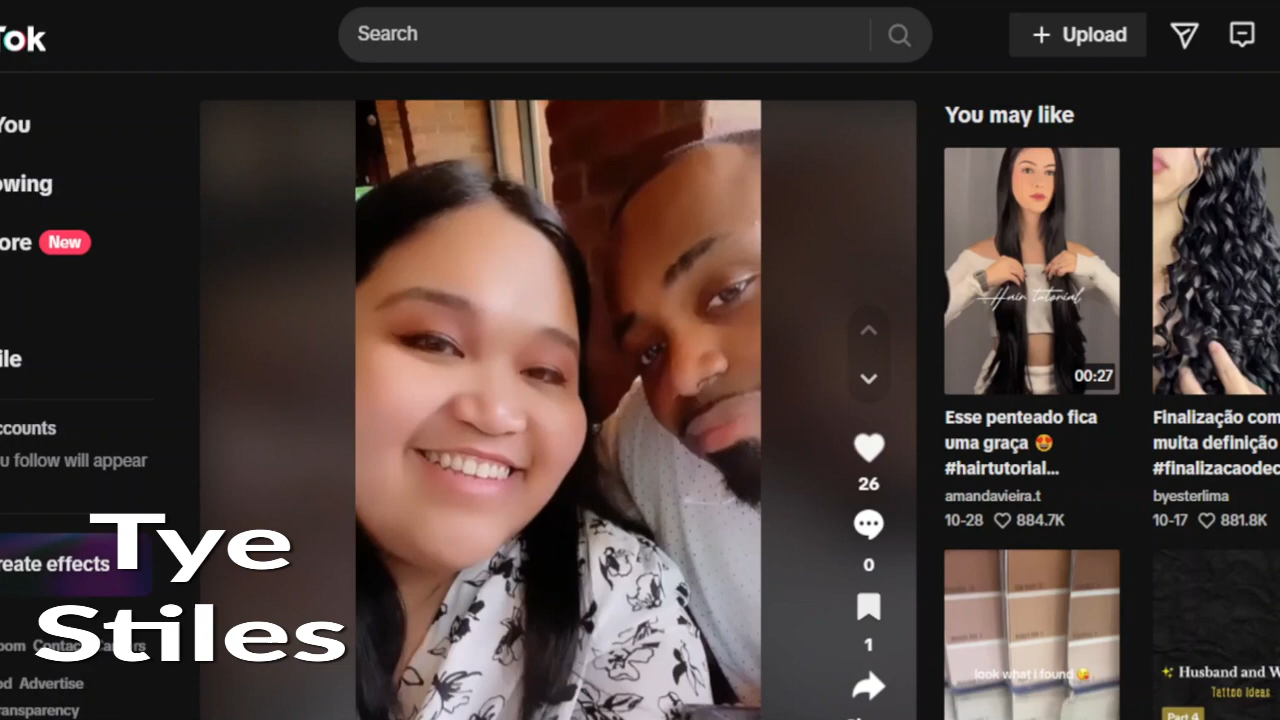 Tok
Search
+ Upload
You
owing
ore New
ile
ccounts
u follow will appear
reate effects
Tye
Stiles
d Advertise
ransparency
26
0
1
You may like
Hair tutorial
00:27
Esse penteado fica
uma graça 😍
#hairtutorial...
amandavieira.t
10-28 884.7K
Finalização com
muita definição
#finalizacaodec
byesterlima
10-17 881.8K
look what i found 🤪
✨ Husband and W
Tattoo Ideas
Part 4